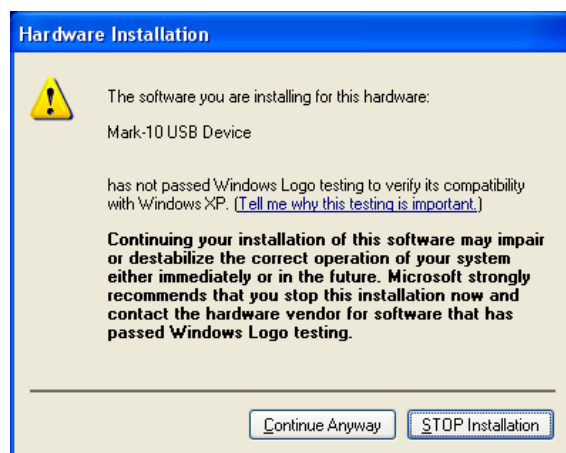 Hardware Installation
The software you are installing for this hardware:
Mark-10 USB Device
has not passed Windows Logo testing to verify its compatibility
with Windows XP. (Tell me why this testing is important.)
Continuing your installation of this software may impair
or destabilize the correct operation of your system
either immediately or in the future. Microsoft strongly
recommends that you stop this installation now and
contact the hardware vendor for software that has
passed Windows Logo testing.
Continue Anyway STOP Installation